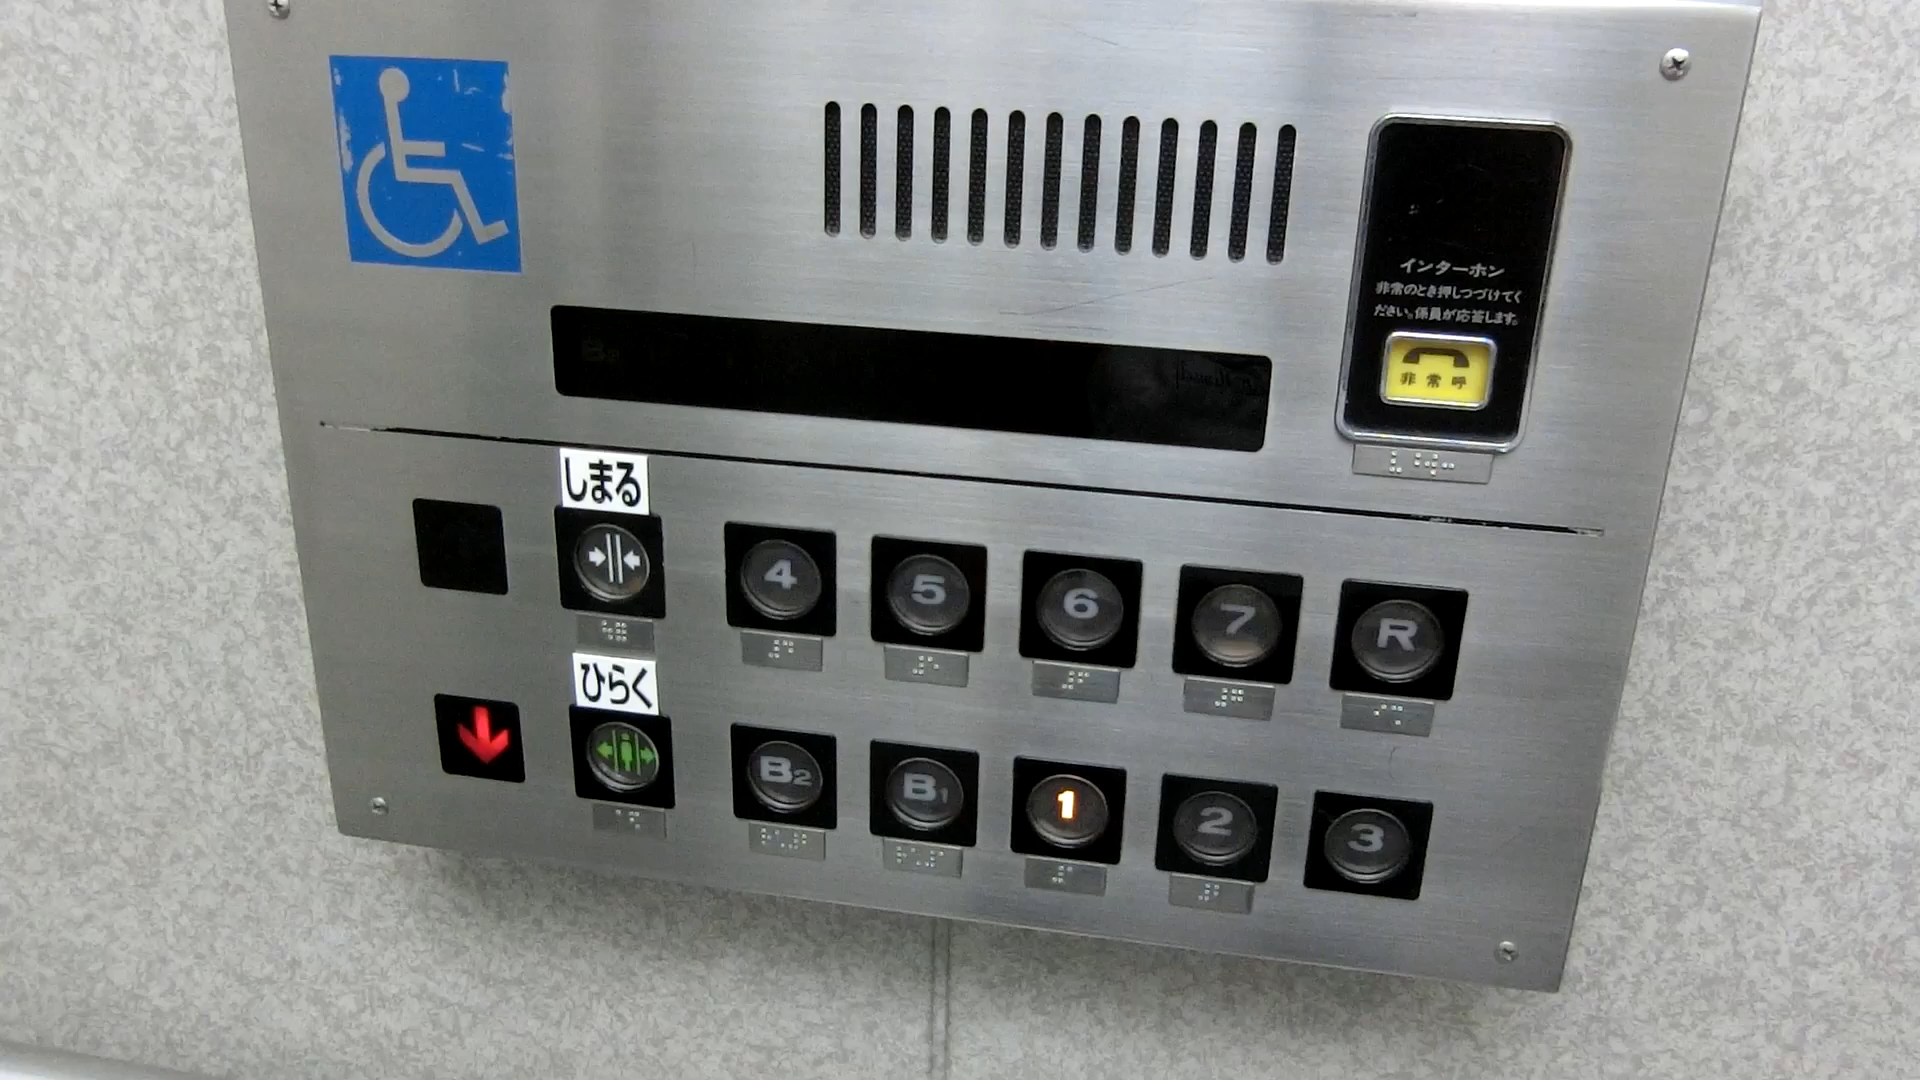 インターホン
非常のとき押しつづけてく
ださい。係員が応答します。
非常呼
しまる
4
5
6
7
R
ひらく
B2
B1
1
2
3